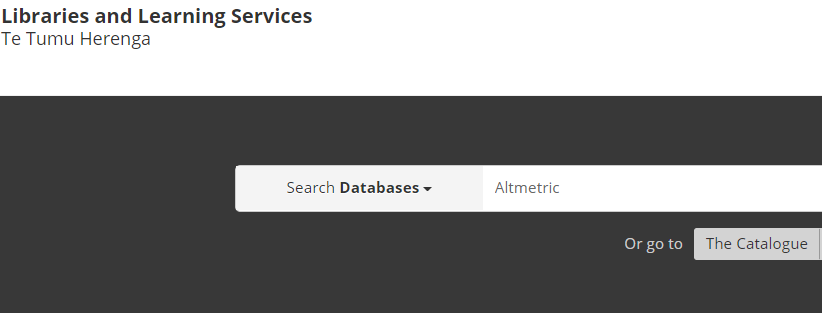 Libraries and Learning Services
Te Tumu Herenga
Search Databases
Altmetric
Or go to
The Catalogue